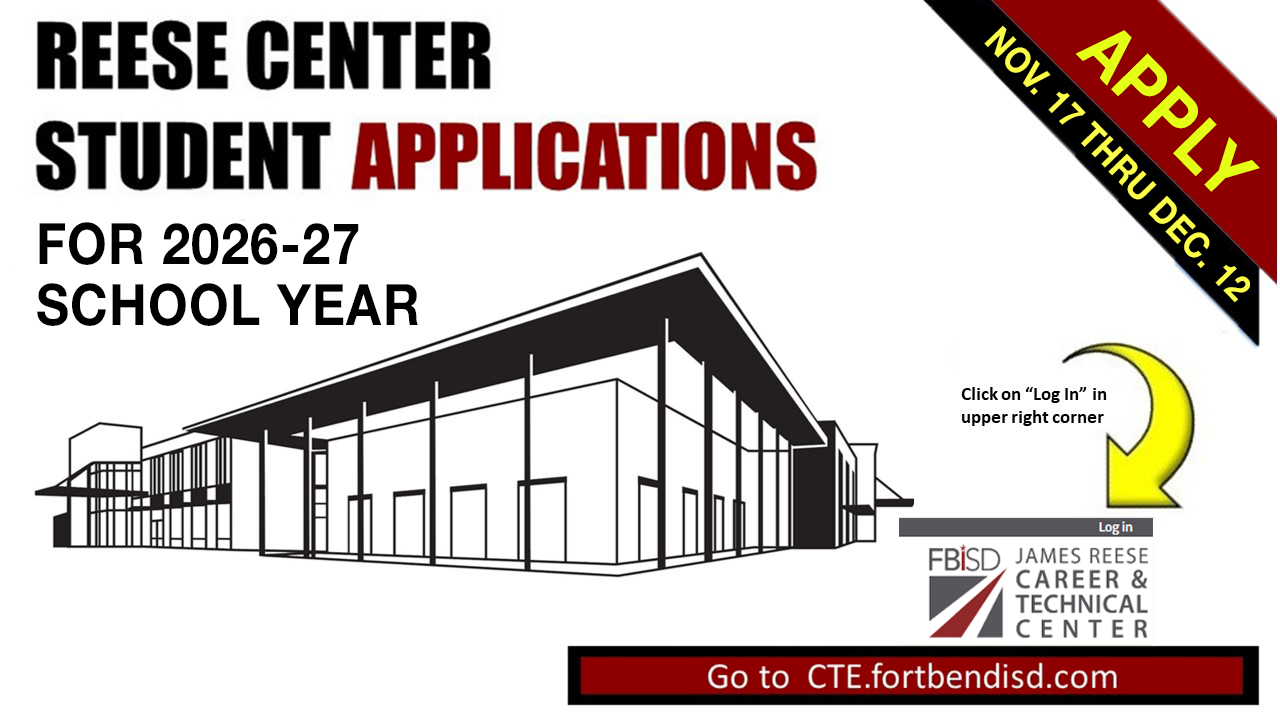 REESE CENTER
STUDENT APPLICATIONS
FOR 2026-27
SCHOOL YEAR
APPLY
NOV. 17 THRU DEC. 12
Click on “Log In” in
upper right corner
Log in
FBISD
JAMES REESE
CAREER &
TECHNICAL
CENTER
Go to CTE.fortbendisd.com